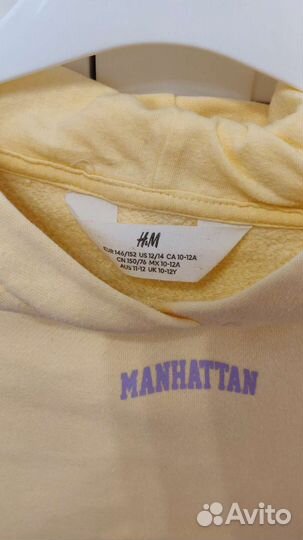 H&M
EUR 146/152 US 12/14 CA 10-12A
CN 150/76 MX 10-12A
AUS 11-12 UK 10-12Y
MANHATTAN
Avito